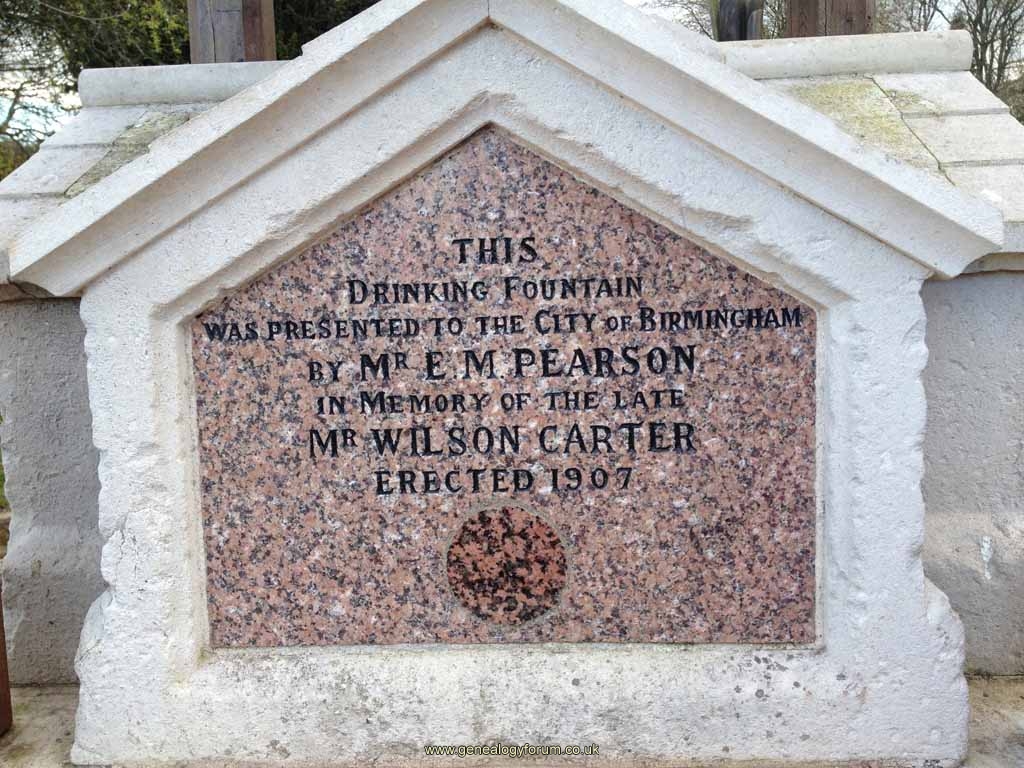 THIS
DRINKING FOUNTAIN
WAS PRESENTED TO THE CITY OF BIRMINGHAM
BY MR E.M. PEARSON
IN MEMORY OF THE LATE
MR WILSON CARTER
ERECTED 1907
www.genealogyforum.co.uk